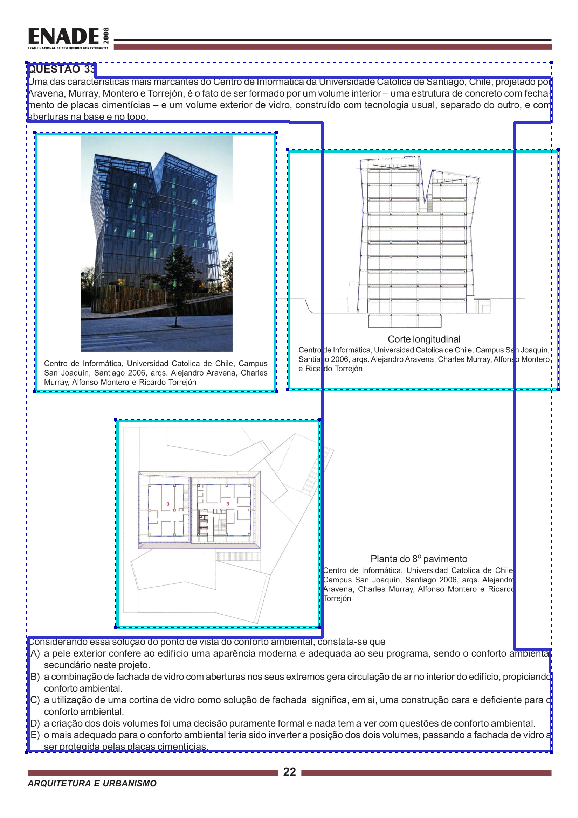 ENADE 2008
EXAME NACIONAL DE DESEMPENHO DOS ESTUDANTES
QUESTÃO 33
Uma das características mais marcantes do Centro de Informática da Universidade Católica de Santiago, Chile, projetado por
Aravena, Murray, Montero e Torrejón, é o fato de ser formado por um volume interior – uma estrutura de concreto com fecha-
mento de placas cimentícias – e um volume exterior de vidro, construído com tecnologia usual, separado do outro, e com
aberturas na base e no topo.
Centro de Informática, Universidad Catolica de Chile, Campus
San Joaquín, Santiago 2006, arqs. Alejandro Aravena, Charles
Murray, Alfonso Montero e Ricardo Torrejón
Corte longitudinal
Centro de Informática, Universidad Catolica de Chile, Campus San Joaquín,
Santiago 2006, arqs. Alejandro Aravena, Charles Murray, Alfonso Montero,
e Ricardo Torrejón
3
3
Planta do 8º pavimento
Centro de Informática, Universidad Catolica de Chile,
Campus San Joaquín, Santiago 2006, arqs. Alejandro
Aravena, Charles Murray, Alfonso Montero e Ricardo
Torrejón
Considerando essa solução do ponto de vista do conforto ambiental, constata-se que
A) a pele exterior confere ao edifício uma aparência moderna e adequada ao seu programa, sendo o conforto ambiental
secundário neste projeto.
B) a combinação de fachada de vidro com aberturas nos seus extremos gera circulação de ar no interior do edifício, propiciando
conforto ambiental.
C) a utilização de uma cortina de vidro como solução de fachada significa, em si, uma construção cara e deficiente para o
conforto ambiental.
D) a criação dos dois volumes foi uma decisão puramente formal e nada tem a ver com questões de conforto ambiental.
E) o mais adequado para o conforto ambiental teria sido inverter a posição dos dois volumes, passando a fachada de vidro a
ser protegida pelas placas cimentícias.
22
ARQUITETURA E URBANISMO